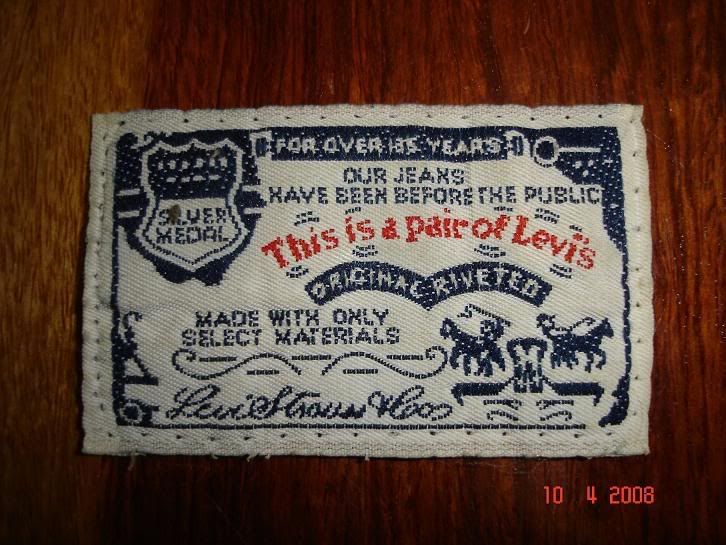 FOR OVER 135 YEARS
OUR JEANS
HAVE BEEN BEFORE THE PUBLIC
SILVER
MEDAL
This is a pair of Levi's
ORIGINAL RIVETED
MADE WITH ONLY
SELECT MATERIALS
Levi Strauss & Co
10 4 2008